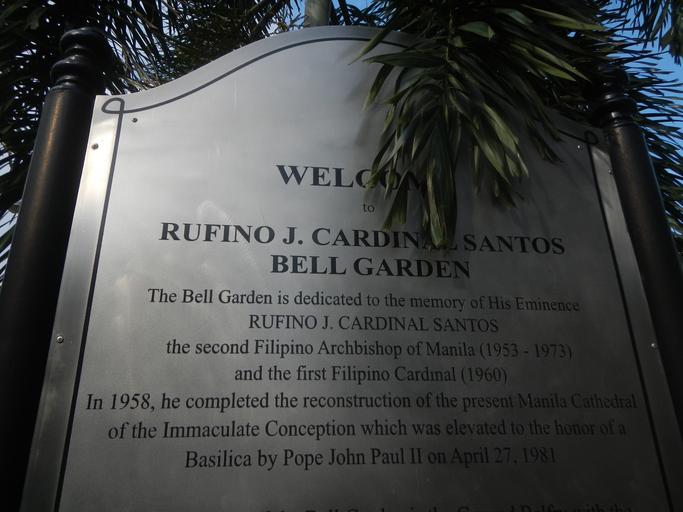 WELCOME
to
RUFINO J. CARDINAL SANTOS
BELL GARDEN
The Bell Garden is dedicated to the memory of His Eminence
RUFINO J. CARDINAL SANTOS
the second Filipino Archbishop of Manila (1953 - 1973)
and the first Filipino Cardinal (1960)
In 1958, he completed the reconstruction of the present Manila Cathedral
of the Immaculate Conception which was elevated to the honor of a
Basilica by Pope John Paul II on April 27, 1981